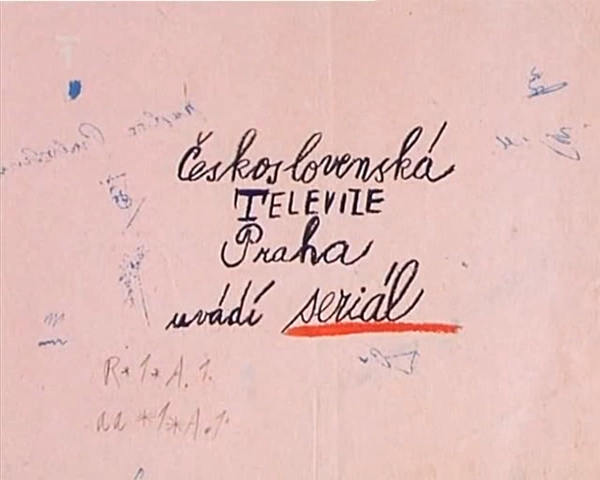 Československá
TELEVIZE
Praha
uvádí seriál
R*1*A.1.
aa *1*A.1.